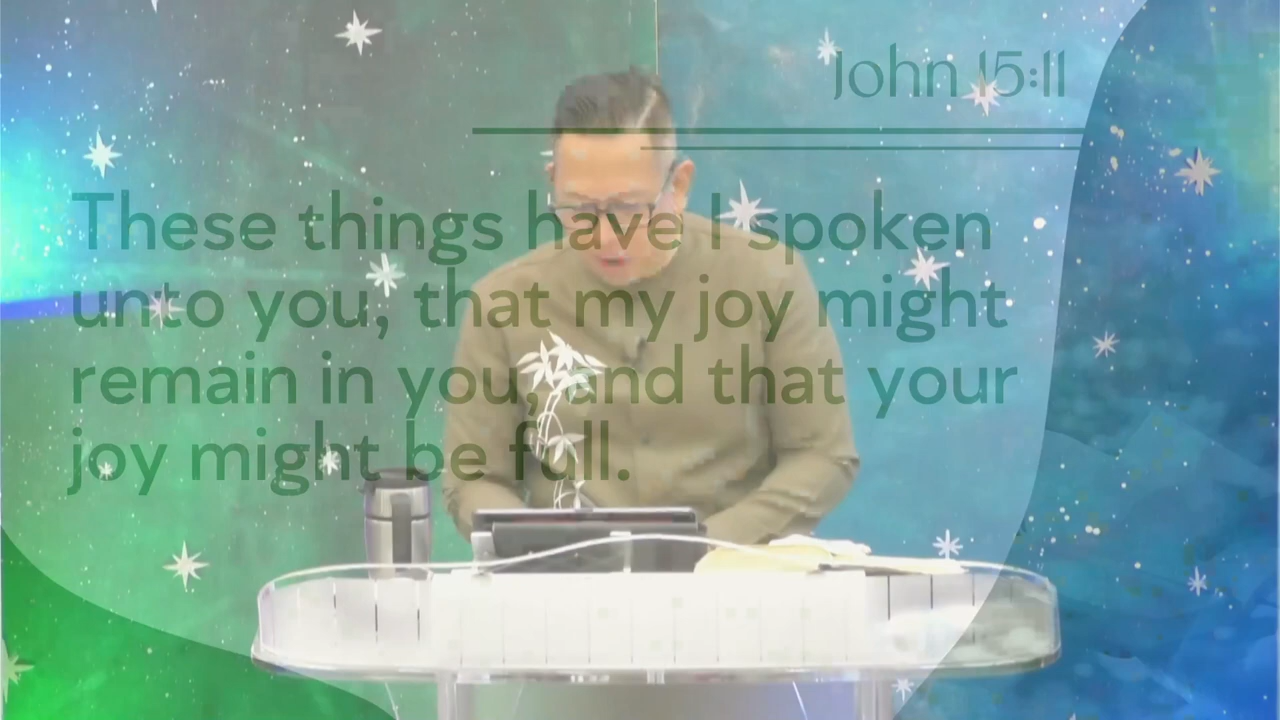 John 15:11
These things have I spoken
unto you, that my joy might
remain in you, and that your
joy might be full.